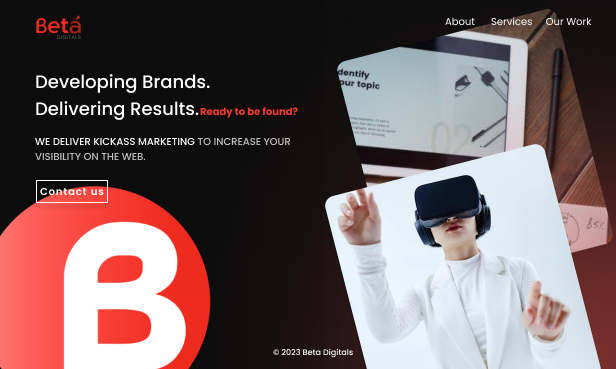 Betá
DIGITALS
About Services Our Work
Developing Brands.
Delivering Results. Ready to be found?
WE DELIVER KICKASS MARKETING TO INCREASE YOUR
VISIBILITY ON THE WEB.
Contact us
dentify
our topic
02
B
© 2023 Beta Digitals